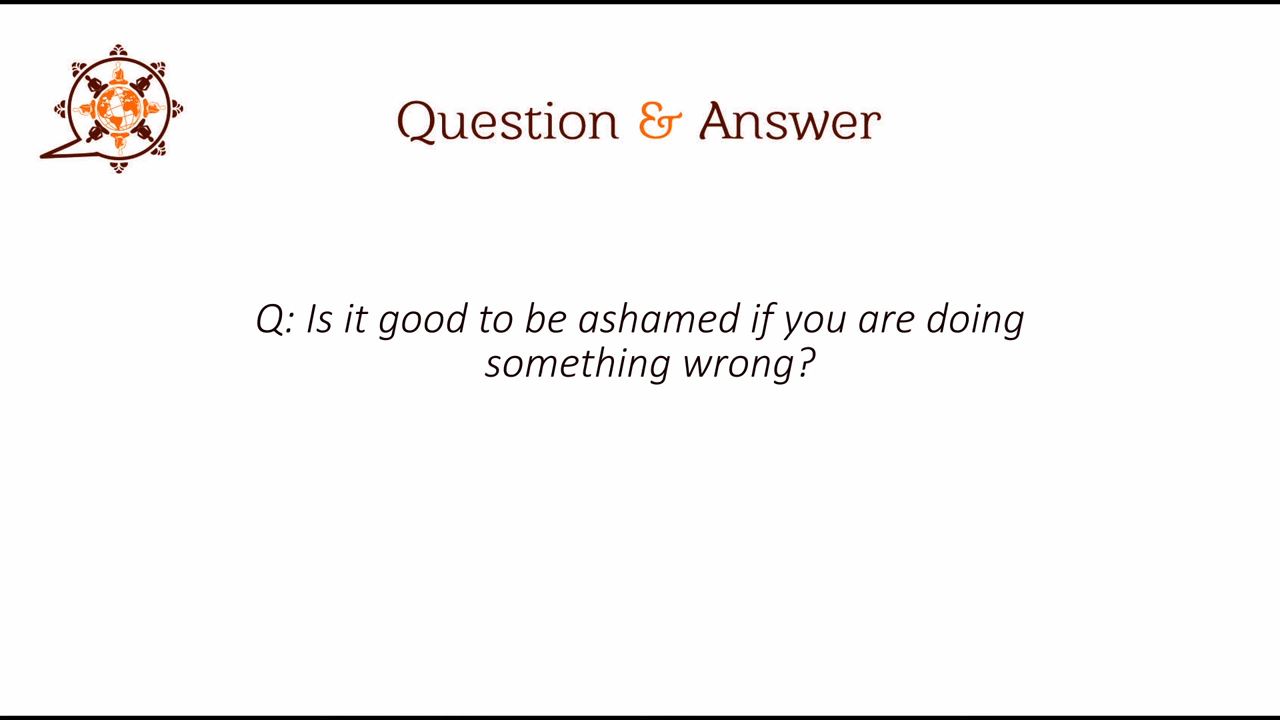 Question & Answer
Q: Is it good to be ashamed if you are doing
something wrong?